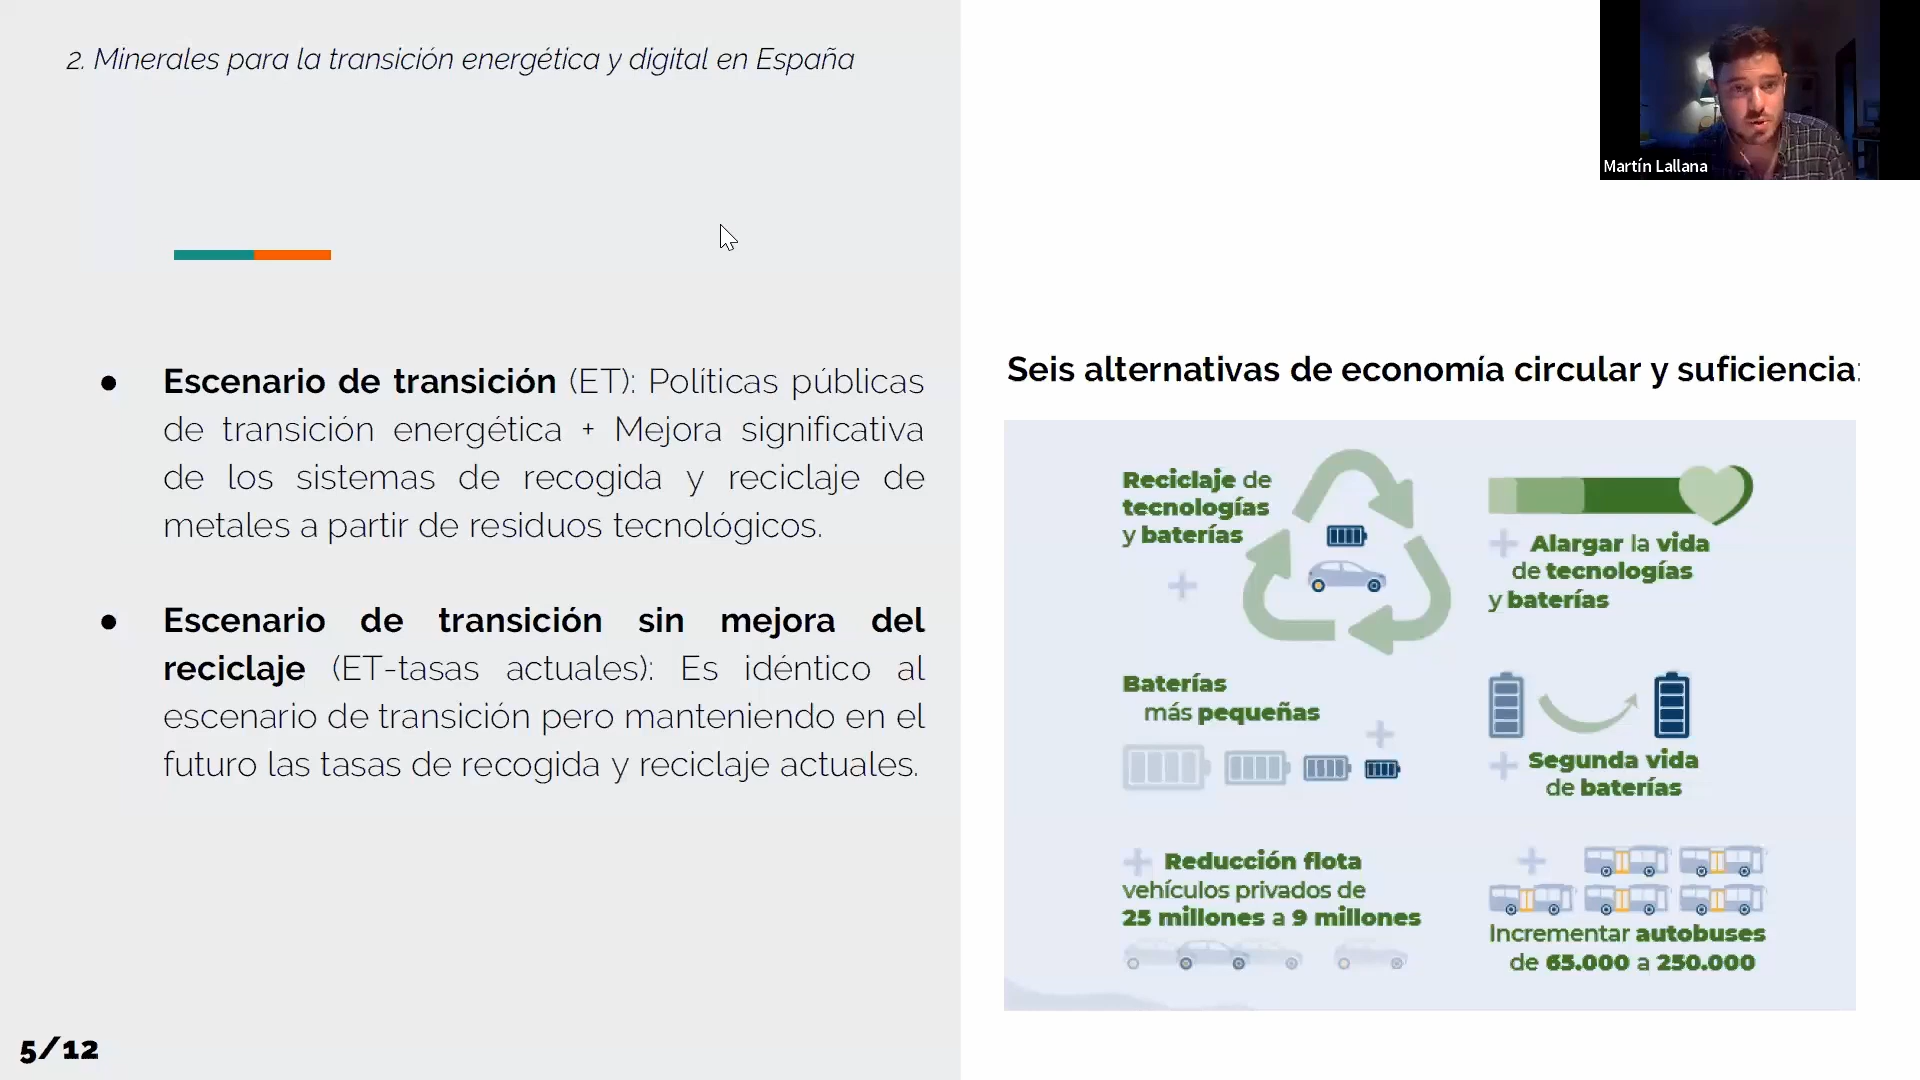 2. Minerales para la transición energética y digital en España
Martín Lallana
● Escenario de transición (ET): Políticas públicas
de transición energética + Mejora significativa
de los sistemas de recogida y reciclaje de
metales a partir de residuos tecnológicos.
● Escenario de transición sin mejora del
reciclaje (ET-tasas actuales): Es idéntico al
escenario de transición pero manteniendo en el
futuro las tasas de recogida y reciclaje actuales.
Seis alternativas de economía circular y suficiencia:
Reciclaje de
tecnologías
y baterías
+
+ Alargar la vida
de tecnologías
y baterías
Baterías
más pequeñas
+
+ Segunda vida
de baterías
+ Reducción flota
vehículos privados de
25 millones a 9 millones
+
Incrementar autobuses
de 65.000 a 250.000
5/12